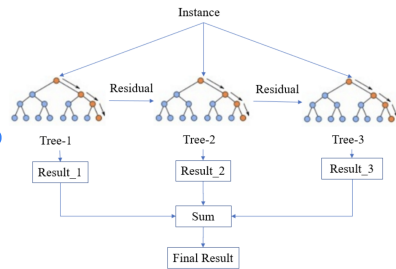 Instance
Residual
Residual
Tree-1
Tree-2
Tree-3
Result_1
Result_2
Result_3
Sum
Final Result